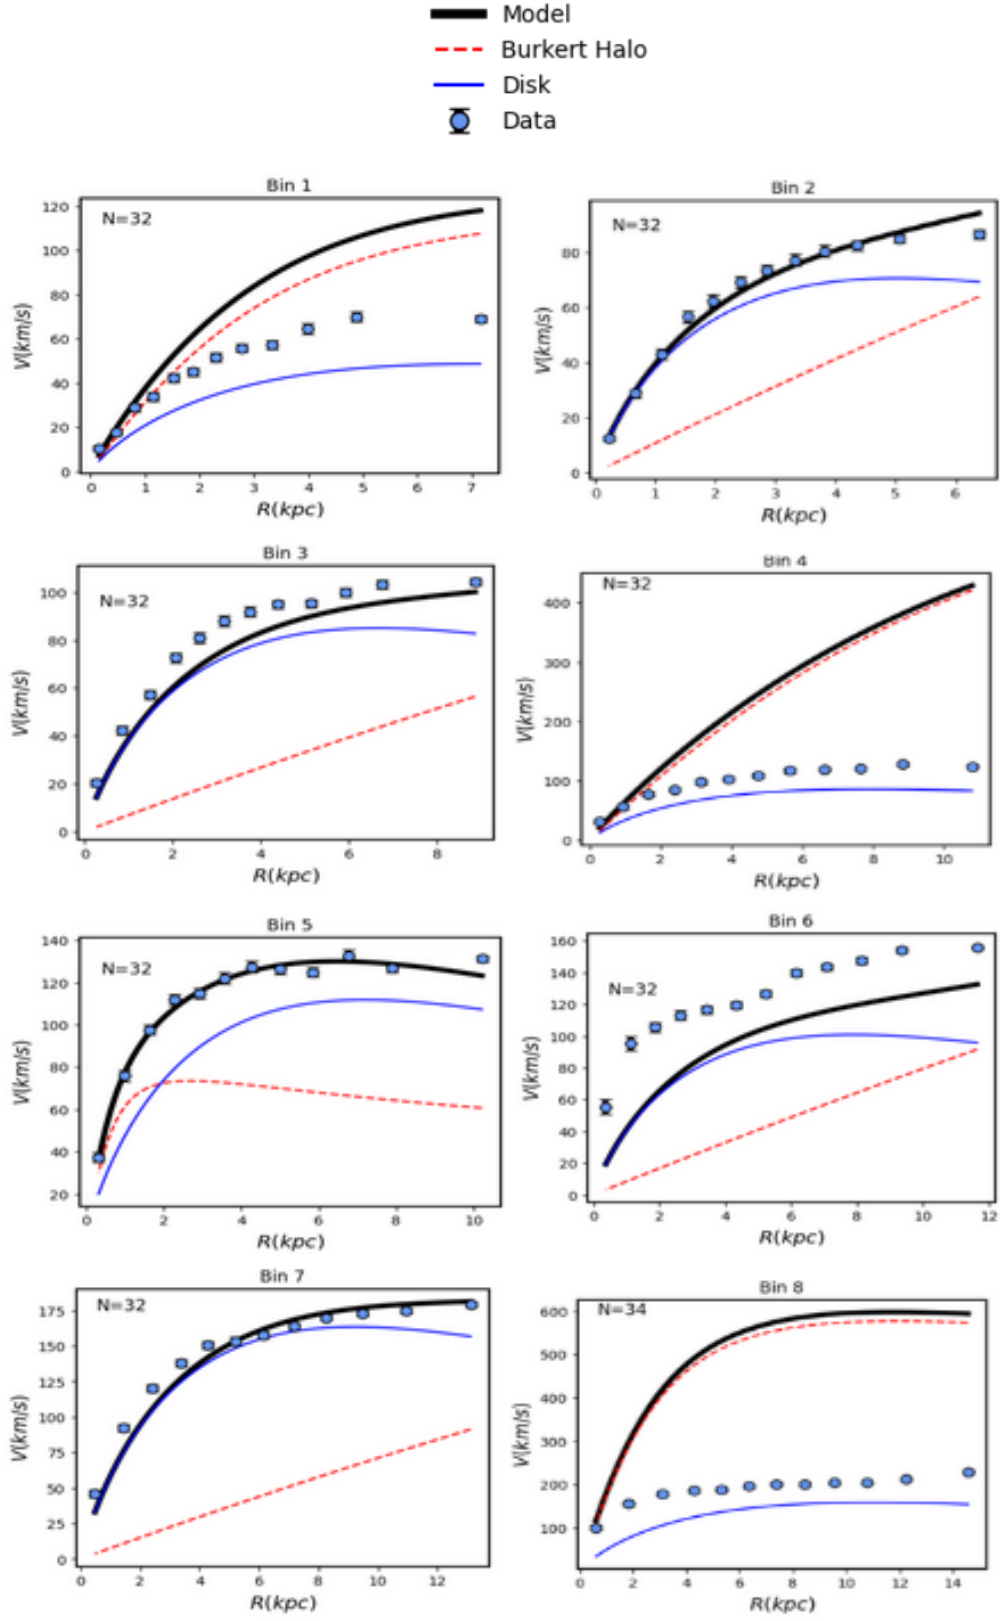 Model
Burkert Halo
Disk
Data
Bin 1
N=32
120
100
80
60
40
20
0
V(km/s)
0 1 2 3 4 5 6 7
R(kpc)
Bin 2
N=32
80
60
40
20
0
V(km/s)
0 1 2 3 4 5 6
R(kpc)
Bin 3
N=32
100
80
60
40
20
0
V(km/s)
0 2 4 6 8
R(kpc)
Bin 4
N=32
400
300
200
100
0
V(km/s)
0 2 4 6 8 10
R(kpc)
Bin 5
N=32
140
120
100
80
60
40
20
V(km/s)
0 2 4 6 8 10
R(kpc)
Bin 6
N=32
160
140
120
100
80
60
40
20
0
V(km/s)
0 2 4 6 8 10 12
R(kpc)
Bin 7
N=32
175
150
125
100
75
50
25
0
V(km/s)
0 2 4 6 8 10 12
R(kpc)
Bin 8
N=34
600
500
400
300
200
100
V(km/s)
0 2 4 6 8 10 12 14
R(kpc)